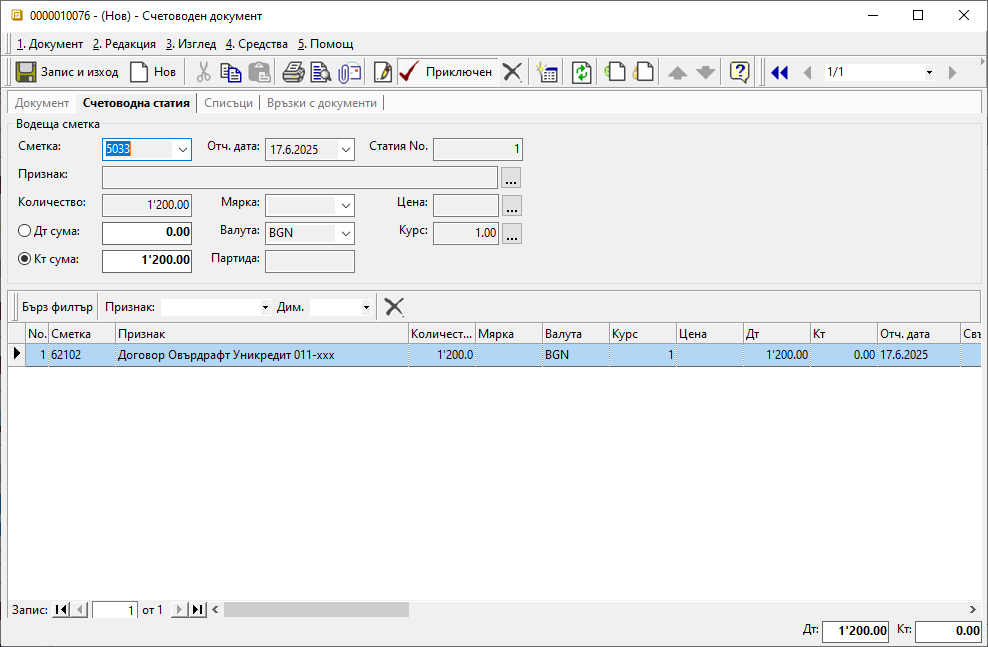 0000010076 - (Нов) - Счетоводен документ
1. Документ 2. Редакция 3. Изглед 4. Средства 5. Помощ
Запис и изход Нов Приключен 1/1
Документ Счетоводна статия Списъци Връзки с документи
Водеща сметка
Сметка: 5033 Отч. дата: 17.6.2025 Статия No. 1
Признак: ...
Количество: 1'200.00 Мярка: Цена: ...
Дт сума: 0.00 Валута: BGN Курс: 1.00 ...
Кт сума: 1'200.00 Партида:
Бърз филтър Признак: Дим.
No. Сметка Признак Количест... Мярка Валута Курс Цена Дт Кт Отч. дата Свъ
1 62102 Договор Овърдрафт Уникредит 011-xxx 1'200.0 BGN 1 1'200.00 0.00 17.6.2025
Запис: 1 от 1
Дт: 1'200.00 Кт: 0.00